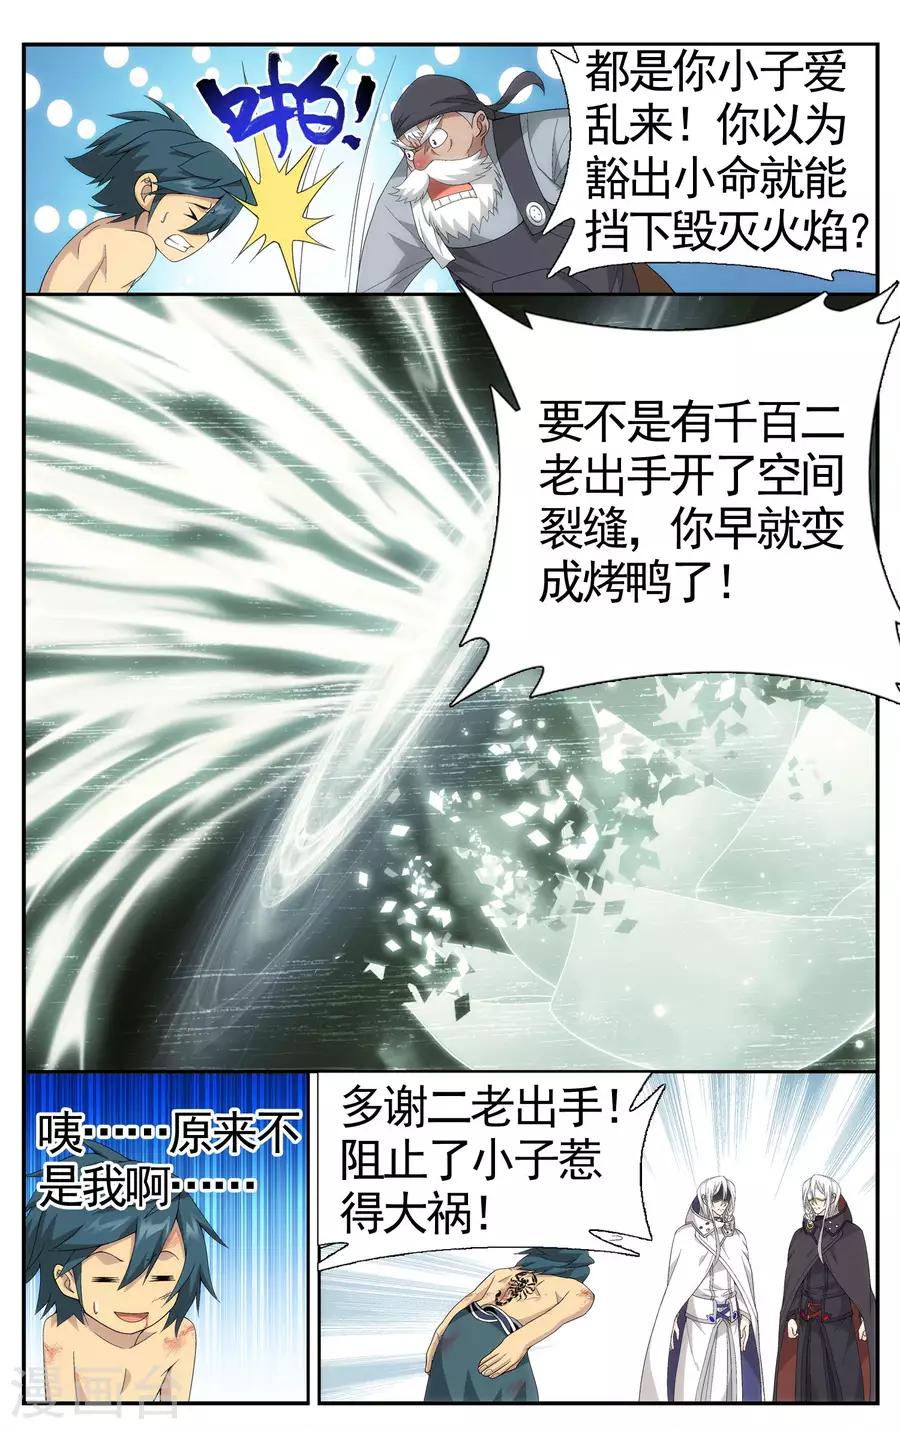 啪!
都是你小子爱
乱来！你以为
豁出小命就能
挡下毁灭火焰？
要不是有千百二
老出手开了空间
裂缝，你早就变
成烤鸭了！
咦……原来不
是我啊……
多谢二老出手！
阻止了小子惹
得大祸！
漫画台